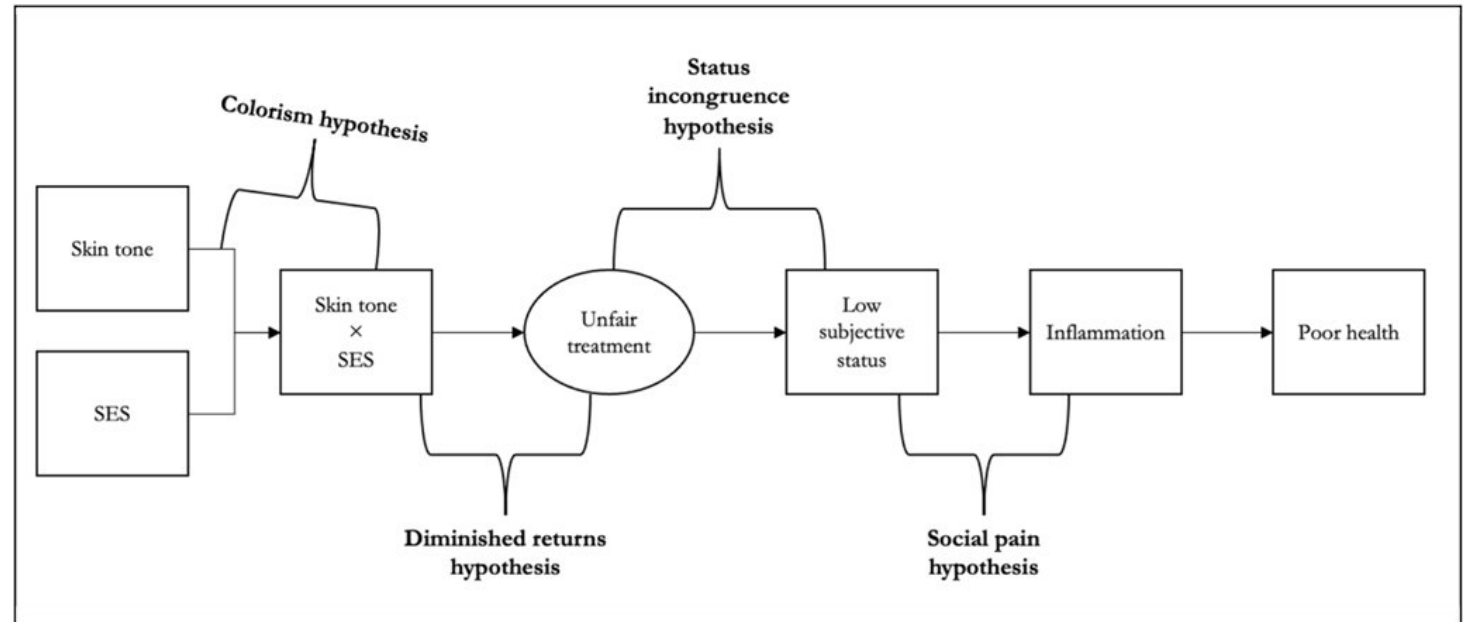 Colorism hypothesis
Status
incongruence
hypothesis
Skin tone
SES
Skin tone
×
SES
Unfair
treatment
Low
subjective
status
Inflammation
Poor health
Diminished returns
hypothesis
Social pain
hypothesis